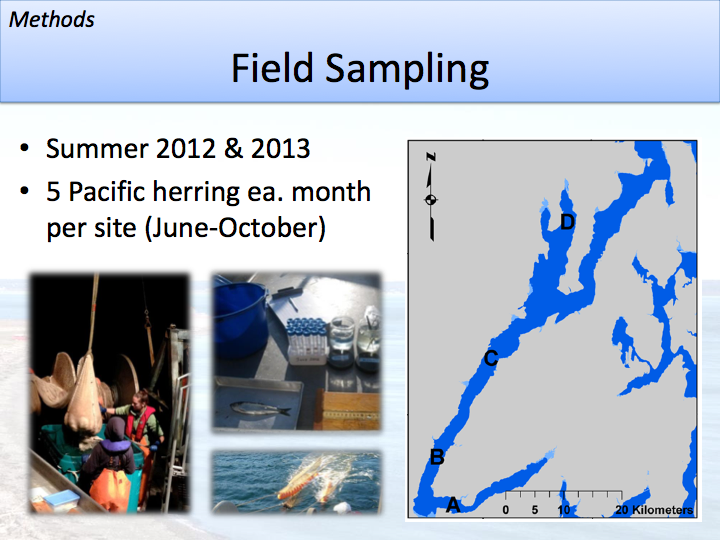 Methods
Field Sampling
• Summer 2012 & 2013
• 5 Pacific herring ea. month
per site (June-October)
N
D
C
B
A
0 5 10 20 Kilometers